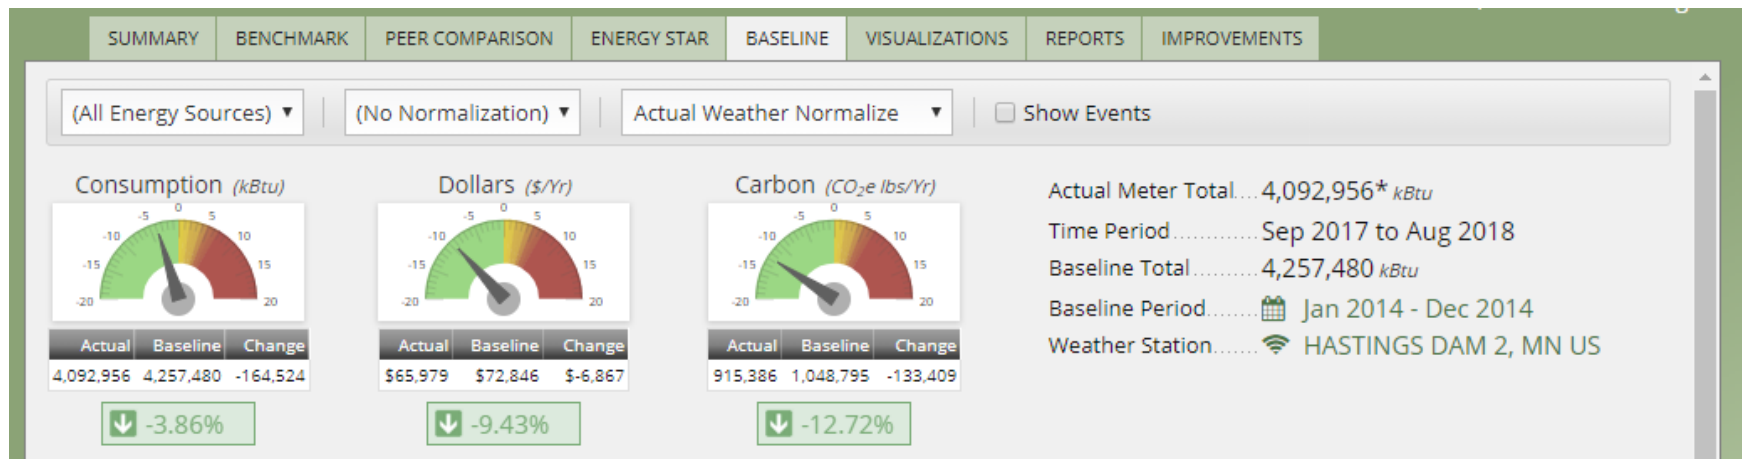 SUMMARY BENCHMARK PEER COMPARISON ENERGY STAR BASELINE VISUALIZATIONS REPORTS IMPROVEMENTS
(All Energy Sources) (No Normalization) Actual Weather Normalize Show Events
Consumption (kBtu)
-20 -15 -10 -5 0 5 10 15 20
Actual Baseline Change
4,092,956 4,257,480 -164,524
-3.86%
Dollars ($/Yr)
-20 -15 -10 -5 0 5 10 15 20
Actual Baseline Change
$65,979 $72,846 $-6,867
-9.43%
Carbon (CO₂e lbs/Yr)
-20 -15 -10 -5 0 5 10 15 20
Actual Baseline Change
915,386 1,048,795 -133,409
-12.72%
Actual Meter Total.... 4,092,956* kBtu
Time Period............. Sep 2017 to Aug 2018
Baseline Total.......... 4,257,480 kBtu
Baseline Period........ Jan 2014 - Dec 2014
Weather Station....... HASTINGS DAM 2, MN US